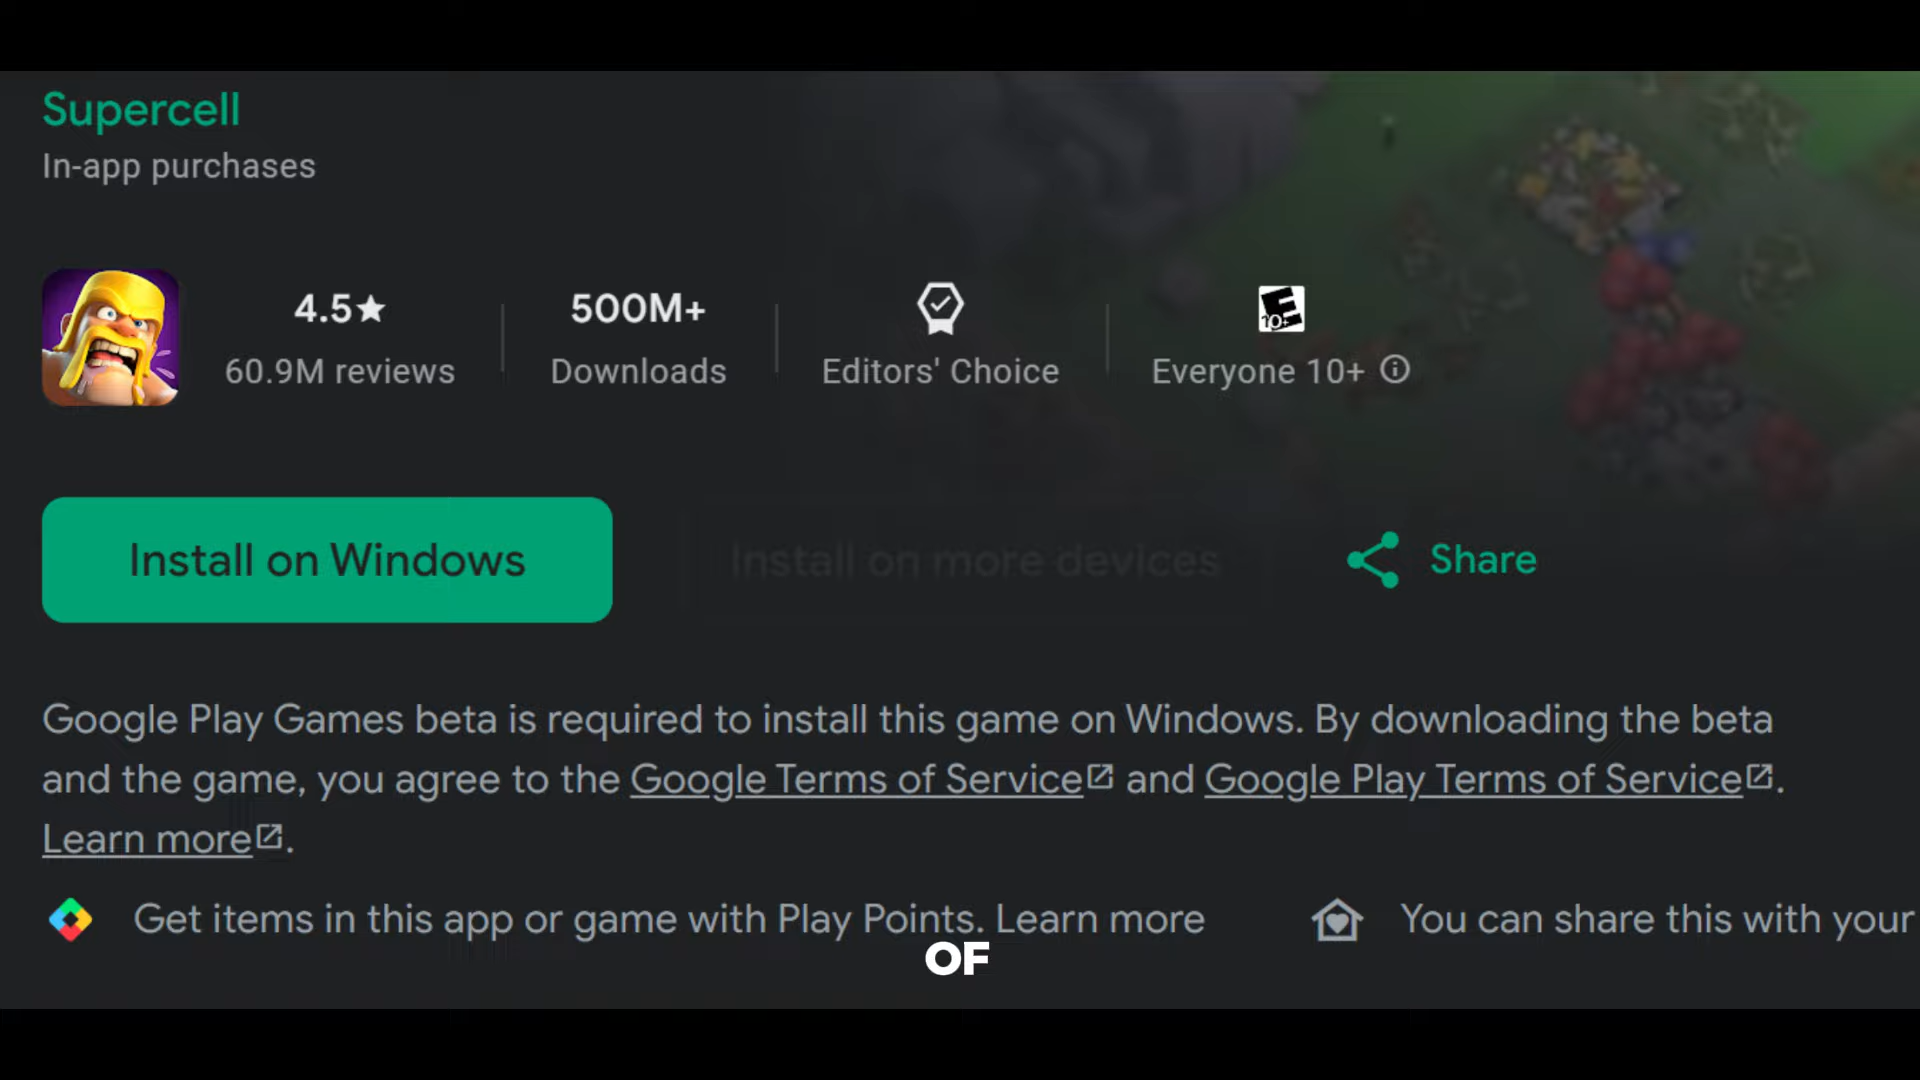 Supercell
In-app purchases
4.5★
60.9M reviews
500M+
Downloads
Editors' Choice
E
10+
Everyone 10+
Install on Windows
Install on more devices
Share
Google Play Games beta is required to install this game on Windows. By downloading the beta
and the game, you agree to the Google Terms of Service and Google Play Terms of Service.
Learn more.
Get items in this app or game with Play Points. Learn more
You can share this with your
OF